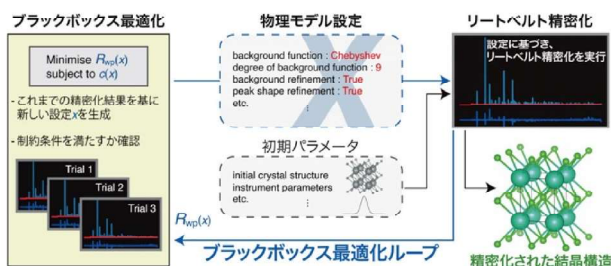 ブラックボックス最適化
Minimise Rwp(x)
subject to c(x)
- これまでの精密化結果を基に
新しい設定xを生成
- 制約条件を満たすか確認
Trial 1
Trial 2
Trial 3
物理モデル設定
X
background function : Chebyshev
degree of background function : 9
background refinement : True
peak shape refinement : True
etc.
:
初期パラメータ
initial crystal structure
instrument parameters
etc.
:
リートベルト精密化
設定に基づき、
リートベルト精密化を実行
Rwp(x)
ブラックボックス最適化ループ
精密化された結晶構造